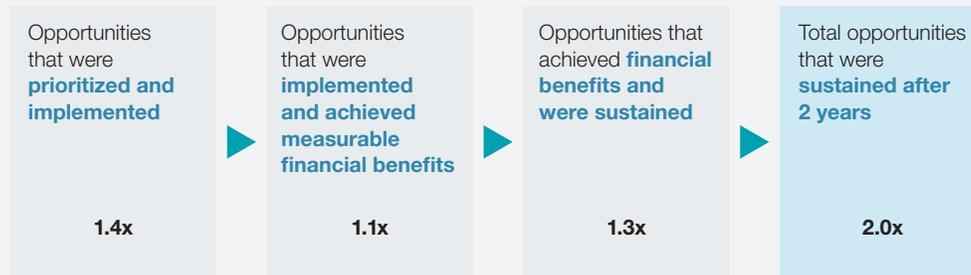 Opportunities
that were
prioritized and
implemented
1.4x
Opportunities
that were
implemented
and achieved
measurable
financial benefits
1.1x
Opportunities that
achieved financial
benefits and
were sustained
1.3x
Total opportunities
that were
sustained after
2 years
2.0x